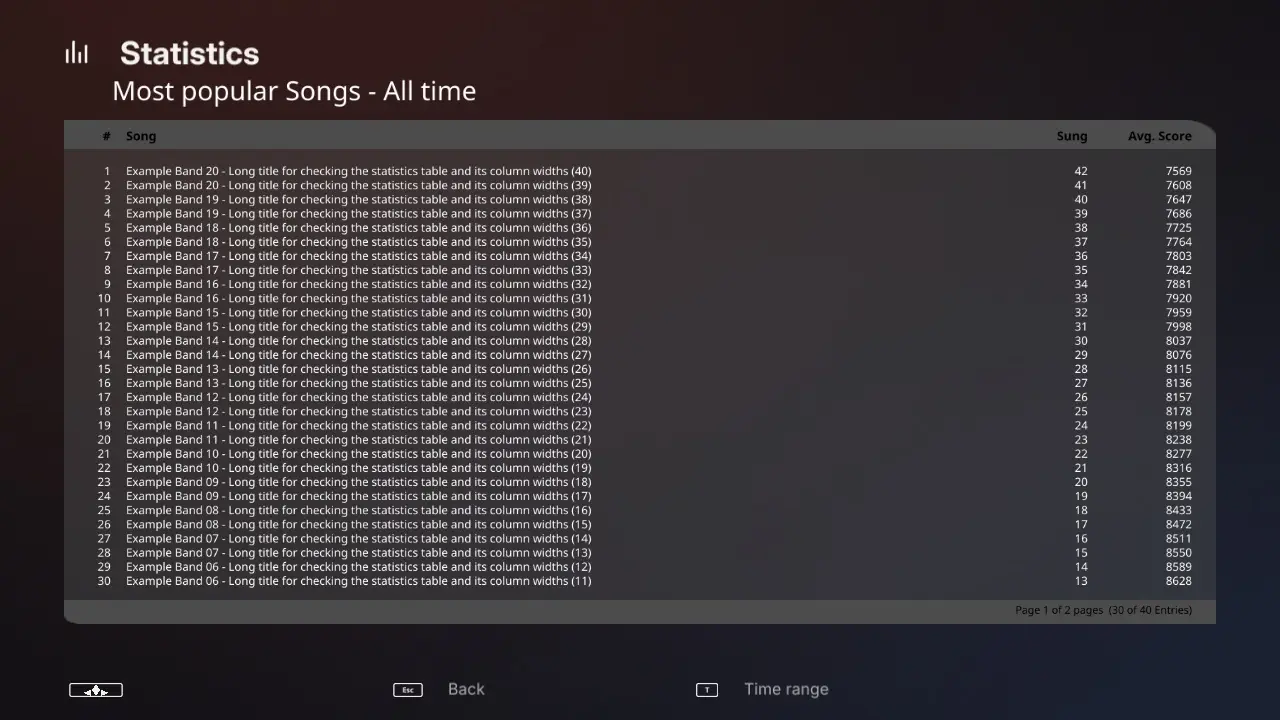 Statistics
Most popular Songs - All time
# Song Sung Avg. Score
1 Example Band 20 - Long title for checking the statistics table and its column widths (40) 42 7569
2 Example Band 20 - Long title for checking the statistics table and its column widths (39) 41 7608
3 Example Band 19 - Long title for checking the statistics table and its column widths (38) 40 7647
4 Example Band 19 - Long title for checking the statistics table and its column widths (37) 39 7686
5 Example Band 18 - Long title for checking the statistics table and its column widths (36) 38 7725
6 Example Band 18 - Long title for checking the statistics table and its column widths (35) 37 7764
7 Example Band 17 - Long title for checking the statistics table and its column widths (34) 36 7803
8 Example Band 17 - Long title for checking the statistics table and its column widths (33) 35 7842
9 Example Band 16 - Long title for checking the statistics table and its column widths (32) 34 7881
10 Example Band 16 - Long title for checking the statistics table and its column widths (31) 33 7920
11 Example Band 15 - Long title for checking the statistics table and its column widths (30) 32 7959
12 Example Band 15 - Long title for checking the statistics table and its column widths (29) 31 7998
13 Example Band 14 - Long title for checking the statistics table and its column widths (28) 30 8037
14 Example Band 14 - Long title for checking the statistics table and its column widths (27) 29 8076
15 Example Band 13 - Long title for checking the statistics table and its column widths (26) 28 8115
16 Example Band 13 - Long title for checking the statistics table and its column widths (25) 27 8136
17 Example Band 12 - Long title for checking the statistics table and its column widths (24) 26 8157
18 Example Band 12 - Long title for checking the statistics table and its column widths (23) 25 8178
19 Example Band 11 - Long title for checking the statistics table and its column widths (22) 24 8199
20 Example Band 11 - Long title for checking the statistics table and its column widths (21) 23 8238
21 Example Band 10 - Long title for checking the statistics table and its column widths (20) 22 8277
22 Example Band 10 - Long title for checking the statistics table and its column widths (19) 21 8316
23 Example Band 09 - Long title for checking the statistics table and its column widths (18) 20 8355
24 Example Band 09 - Long title for checking the statistics table and its column widths (17) 19 8394
25 Example Band 08 - Long title for checking the statistics table and its column widths (16) 18 8433
26 Example Band 08 - Long title for checking the statistics table and its column widths (15) 17 8472
27 Example Band 07 - Long title for checking the statistics table and its column widths (14) 16 8511
28 Example Band 07 - Long title for checking the statistics table and its column widths (13) 15 8550
29 Example Band 06 - Long title for checking the statistics table and its column widths (12) 14 8589
30 Example Band 06 - Long title for checking the statistics table and its column widths (11) 13 8628
Page 1 of 2 pages (30 of 40 Entries)
Esc Back T Time range